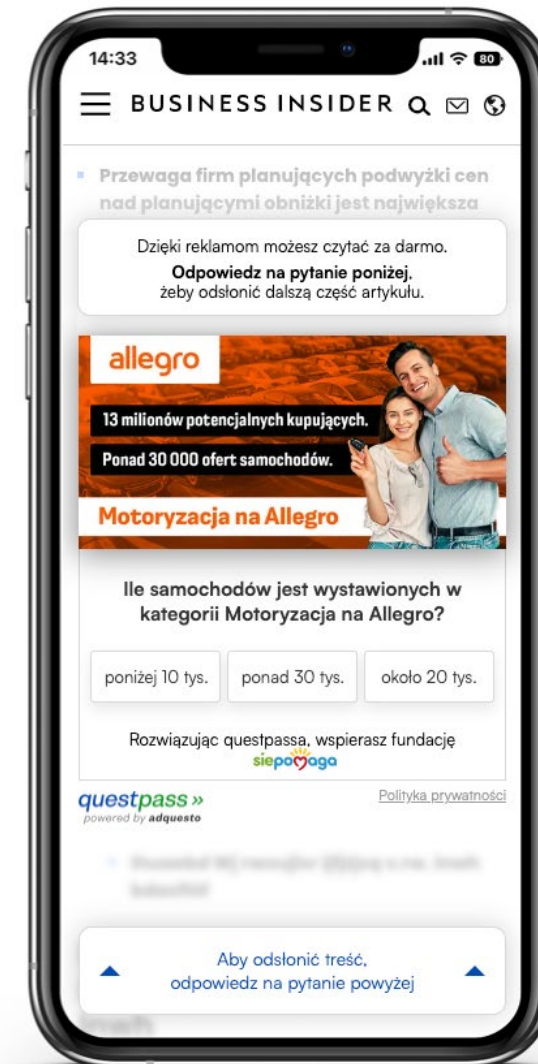 14:33
80
BUSINESS INSIDER
Przewaga firm planujących podwyżki cen
nad planującymi obniżki jest największa
Dzięki reklamom możesz czytać za darmo.
Odpowiedz na pytanie poniżej,
żeby odsłonić dalszą część artykułu.
allegro
13 milionów potencjalnych kupujących.
Ponad 30 000 ofert samochodów.
Motoryzacja na Allegro
Ile samochodów jest wystawionych w
kategorii Motoryzacja na Allegro?
poniżej 10 tys.
ponad 30 tys.
około 20 tys.
Rozwiązując questpassa, wspierasz fundację
siepomaga
questpass »
powered by adquesto
Polityka prywatności
Aby odsłonić treść,
odpowiedz na pytanie powyżej